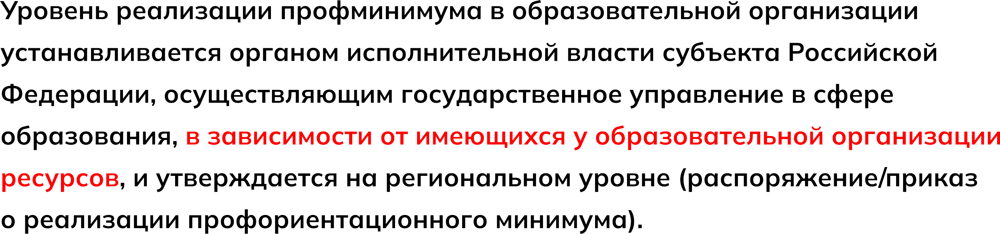 Уровень реализации профминимума в образовательной организации
устанавливается органом исполнительной власти субъекта Российской
Федерации, осуществляющим государственное управление в сфере
образования, в зависимости от имеющихся у образовательной организации
ресурсов, и утверждается на региональном уровне (распоряжение/приказ
о реализации профориентационного минимума).